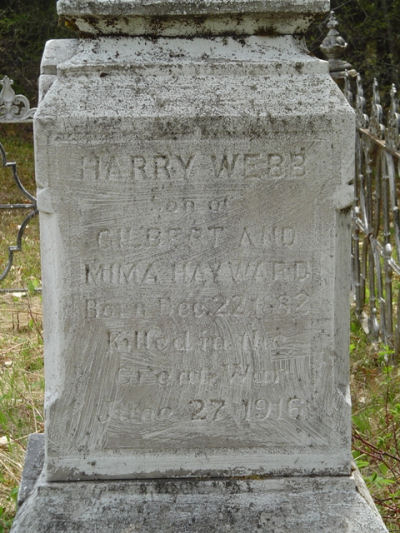 HARRY WEBB
Son of
GILBERT AND
MIMA HAYWARD
Born Dec. 22 1882
Killed in the
Great War
June 27 1916